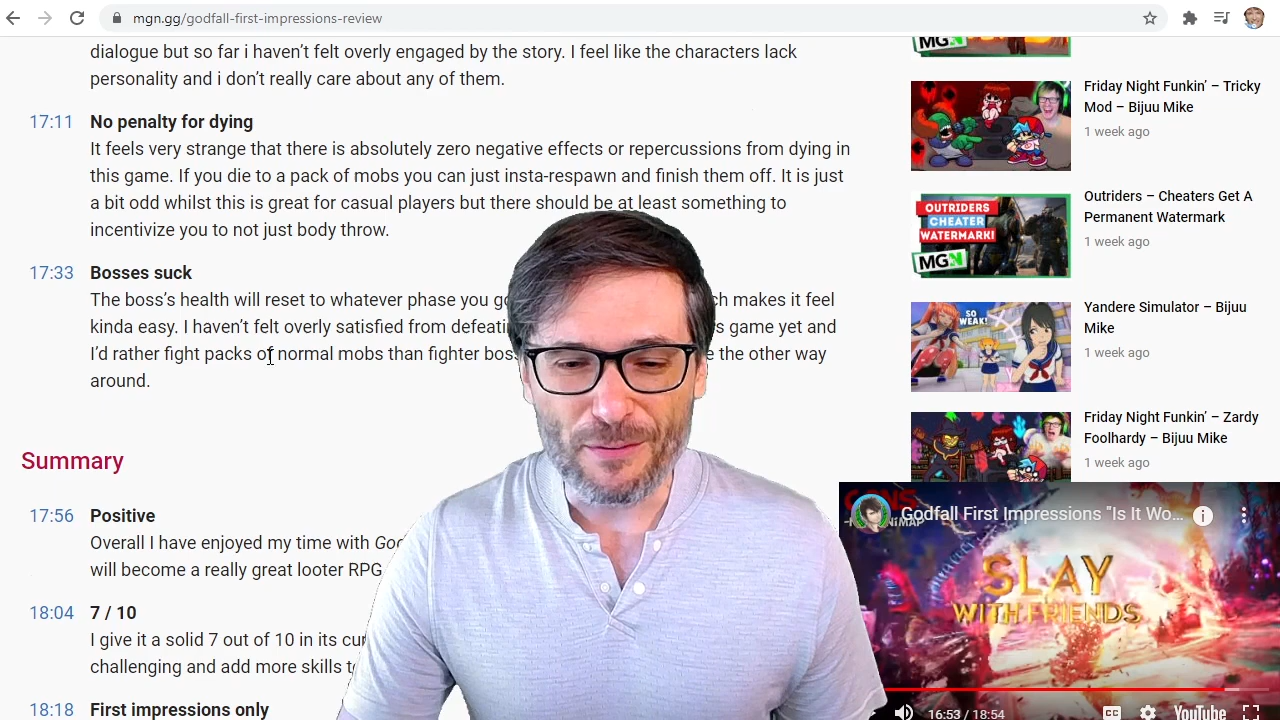 mgn.gg/godfall-first-impressions-review
dialogue but so far i haven't felt overly engaged by the story. I feel like the characters lack
personality and i don't really care about any of them.
17:11 No penalty for dying
It feels very strange that there is absolutely zero negative effects or repercussions from dying in
this game. If you die to a pack of mobs you can just insta-respawn and finish them off. It is just
a bit odd whilst this is great for casual players but there should be at least something to
incentivize you to not just body throw.
17:33 Bosses suck
The boss's health will reset to whatever phase you
makes it feel
kinda easy. I haven't felt overly satisfied from
game yet and
I'd rather fight packs of normal mobs than fighter
the other way
around.
Summary
17:56 Positive
Overall I have enjoyed my time with
will become a really great looter RPG
18:04 7 / 10
I give it a solid 7 out of 10 in its
challenging and add more skills
18:18 First impressions only
MGN
Friday Night Funkin' – Tricky
Mod – Bijuu Mike
1 week ago
OUTRIDERS
CHEATER
WATERMARK!
MGN
Outriders – Cheaters Get A
Permanent Watermark
1 week ago
SO
WEAK!
Yandere Simulator – Bijuu
Mike
1 week ago
Friday Night Funkin' – Zardy
Foolhardy – Bijuu Mike
1 week ago
CONS
Godfall First Impressions "Is It Wo...
SLAY
WITH FRIENDS
16:53 / 18:54
CC
YouTube